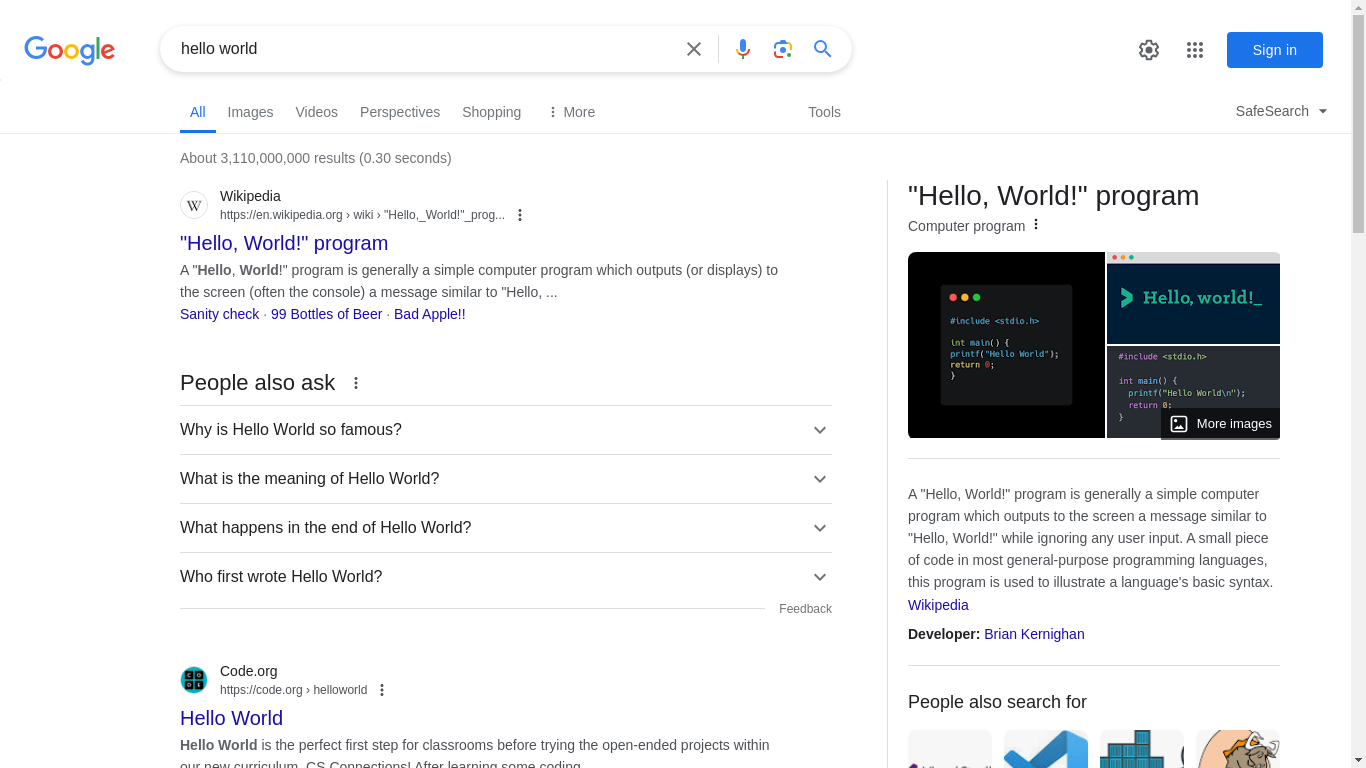 Google
hello world
Sign in
All
Images
Videos
Perspectives
Shopping
More
Tools
SafeSearch
About 3,110,000,000 results (0.30 seconds)
W
Wikipedia
https://en.wikipedia.org › wiki › "Hello,_World!"_prog...
"Hello, World!" program
A "Hello, World!" program is generally a simple computer program which outputs (or displays) to
the screen (often the console) a message similar to "Hello, ...
Sanity check · 99 Bottles of Beer · Bad Apple!!
People also ask
Why is Hello World so famous?
What is the meaning of Hello World?
What happens in the end of Hello World?
Who first wrote Hello World?
Feedback
CODE
Code.org
https://code.org › helloworld
Hello World
Hello World is the perfect first step for classrooms before trying the open-ended projects within
our new curriculum, CS Connections! After learning some coding
"Hello, World!" program
Computer program
#include <stdio.h>
int main() {
printf("Hello World");
return 0;
}
Hello, world!_
#include <stdio.h>
int main() {
printf("Hello World\n");
return 0;
}
More images
A "Hello, World!" program is generally a simple computer
program which outputs to the screen a message similar to
"Hello, World!" while ignoring any user input. A small piece
of code in most general-purpose programming languages,
this program is used to illustrate a language's basic syntax.
Wikipedia
Developer: Brian Kernighan
People also search for